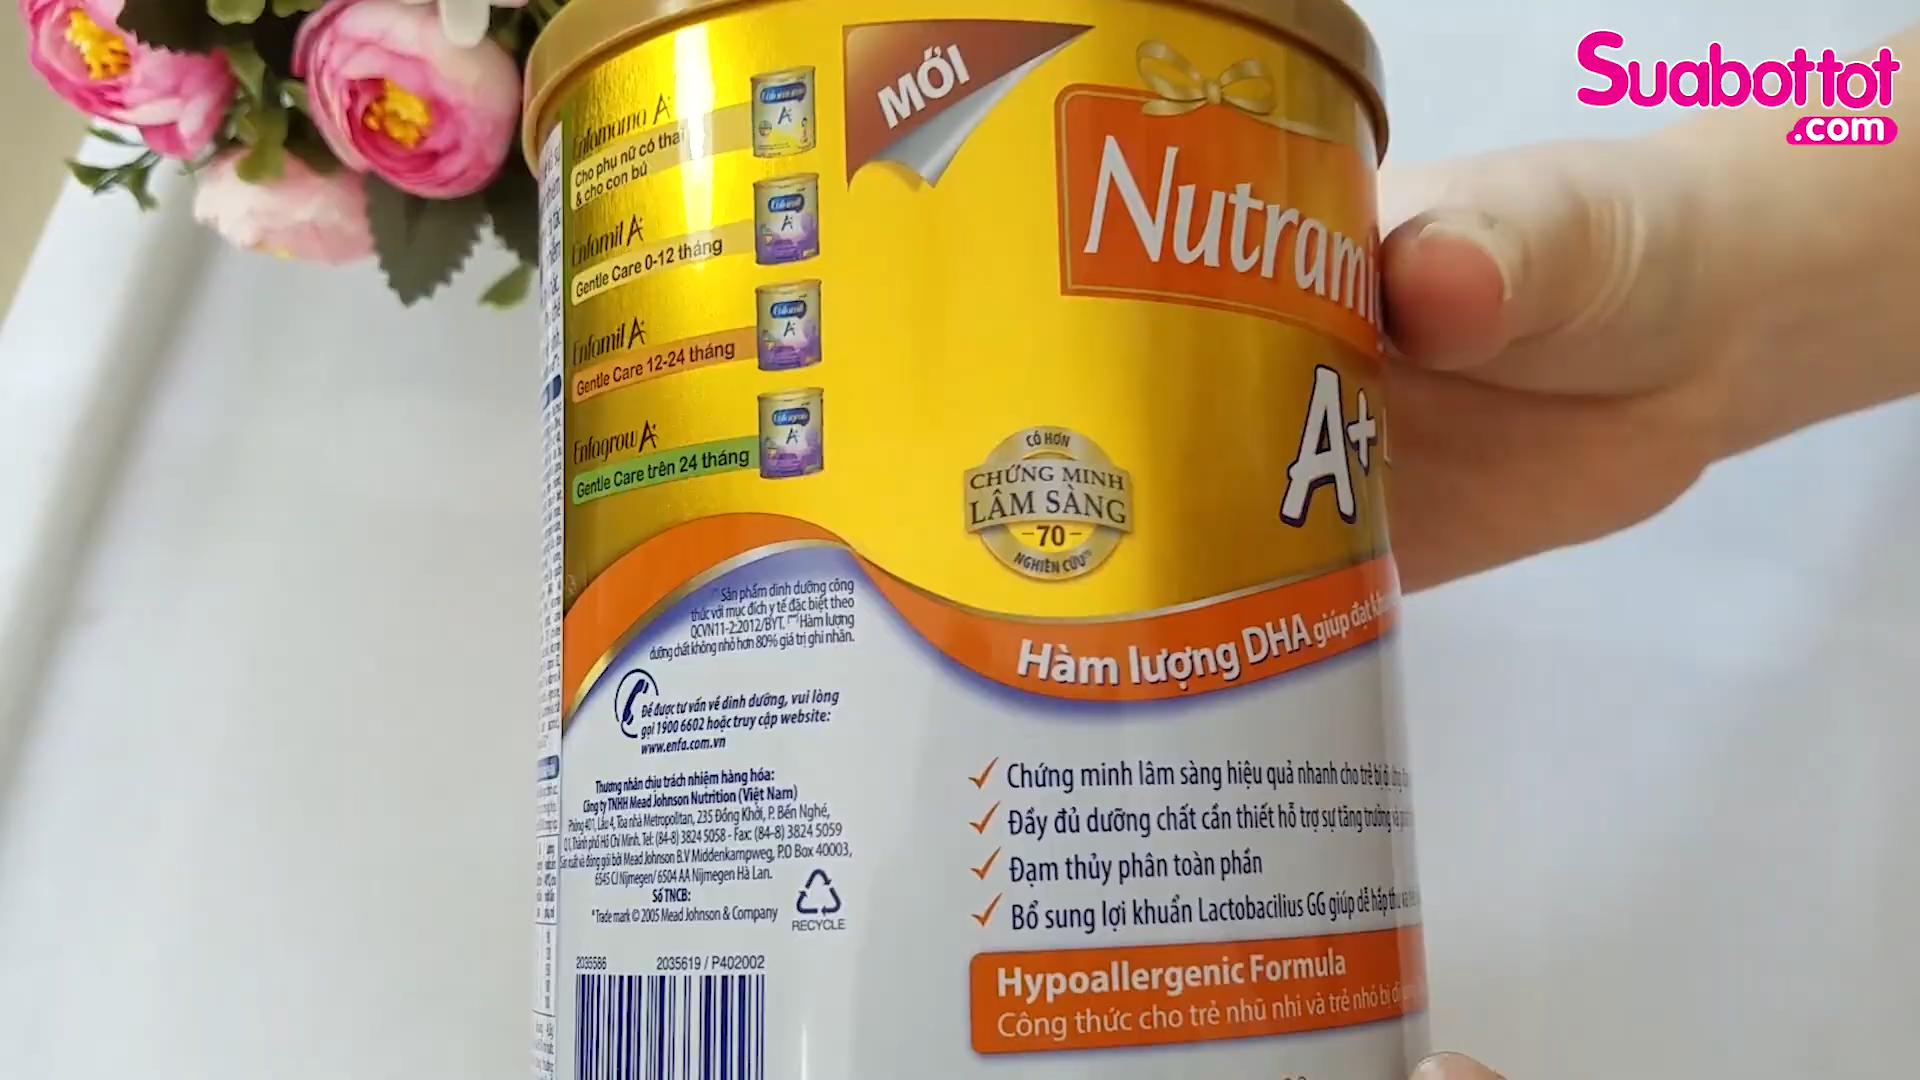 Suabottot
.com
MỚI
Enfamama A+
Cho phụ nữ có thai
& cho con bú
Enfamil A+
Gentle Care 0-12 tháng
Enfamil A+
Gentle Care 12-24 tháng
Enfagrow A+
Gentle Care trên 24 tháng
Nutrami
A+
CÓ HƠN
CHỨNG MINH
LÂM SÀNG
-70-
NGHIÊN CỨU
Hàm lượng DHA giúp đạt
Sản phẩm dinh dưỡng công
thức với mục đích y tế đặc biệt theo
QCVN11-2:2012/BYT. Hàm lượng
dưỡng chất không nhỏ hơn 80% giá trị ghi nhãn.
Để được tư vấn về dinh dưỡng, vui lòng
gọi 1900 6602 hoặc truy cập website:
www.enfa.com.vn
Thương nhân chịu trách nhiệm hàng hóa:
Công ty TNHH Mead Johnson Nutrition (Việt Nam)
Phòng 401, Lầu 4, Tòa nhà Metropolitan, 235 Đồng Khởi, P. Bến Nghé,
Q1, Thành phố Hồ Chí Minh. Tel: (84-8) 3824 5058 - Fax: (84-8) 3824 5059
Sản xuất và đóng gói bởi Mead Johnson B.V Middenkampweg, P.O Box 40003,
6545 CJ Nijmegen/ 6504 AA Nijmegen Hà Lan.
Số TNCB:
*Trade mark © 2005 Mead Johnson & Company
RECYCLE
2035586 2035619 / P402002
Chứng minh lâm sàng hiệu quả nhanh cho trẻ bị dị
Đầy đủ dưỡng chất cần thiết hỗ trợ sự tăng trưởng và
Đạm thủy phân toàn phần
Bổ sung lợi khuẩn Lactobacilius GG giúp dễ hấp thu và
Hypoallergenic Formula
Công thức cho trẻ nhũ nhi và trẻ nhỏ bị dị